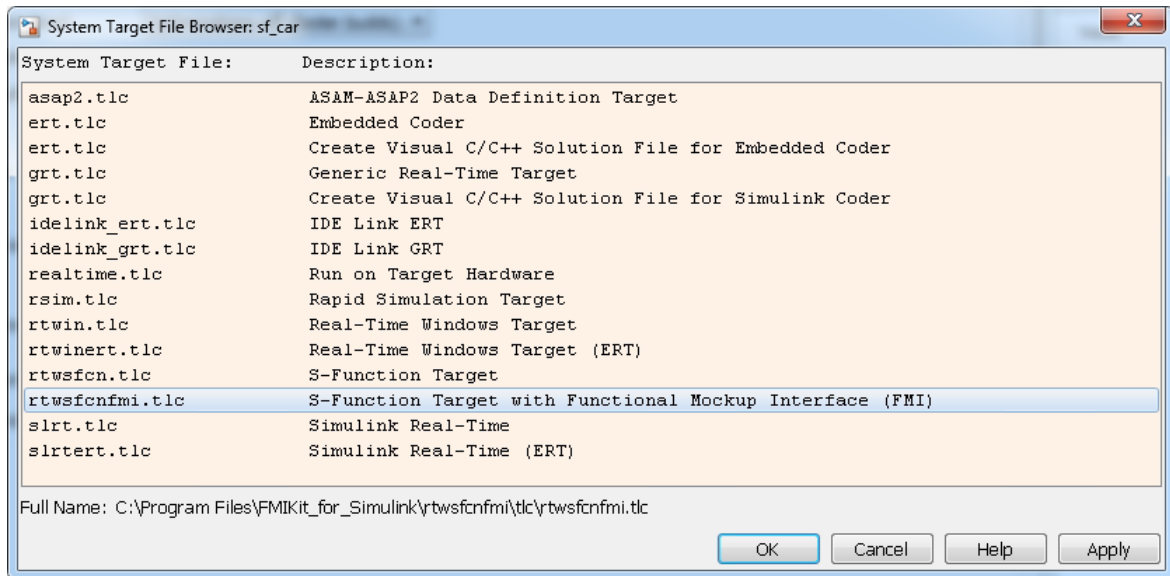 System Target File Browser: sf_car
System Target File: Description:
asap2.tlc ASAM-ASAP2 Data Definition Target
ert.tlc Embedded Coder
ert.tlc Create Visual C/C++ Solution File for Embedded Coder
grt.tlc Generic Real-Time Target
grt.tlc Create Visual C/C++ Solution File for Simulink Coder
idelink_ert.tlc IDE Link ERT
idelink_grt.tlc IDE Link GRT
realtime.tlc Run on Target Hardware
rsim.tlc Rapid Simulation Target
rtwin.tlc Real-Time Windows Target
rtwinert.tlc Real-Time Windows Target (ERT)
rtwsfcn.tlc S-Function Target
rtwsfcnfmi.tlc S-Function Target with Functional Mockup Interface (FMI)
slrt.tlc Simulink Real-Time
slrtert.tlc Simulink Real-Time (ERT)
Full Name: C:\Program Files\FMIKit_for_Simulink\rtwsfcnfmi\tlc\rtwsfcnfmi.tlc
OK Cancel Help Apply